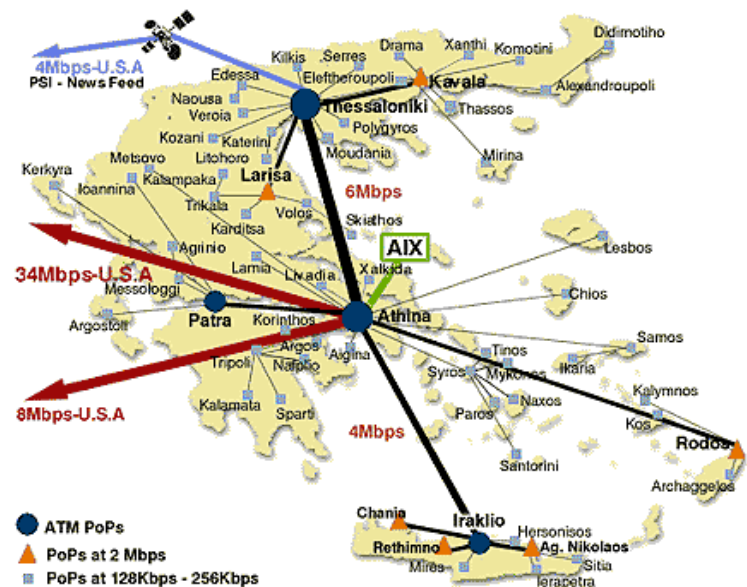 Didimotiho
Drama
Xanthi
Komotini
4Mbps-U.S.A
PSI - News Feed
Kilkis
Serres
Edessa
Eleftheroupoli
Kavala
Alexandroupoli
Naousa
Thessaloniki
Thassos
Veroia
Polygyros
Kozani
Katerini
Moudania
Mirina
Metsovo
Litohoro
Kerkyra
Ioannina
Kalampaka
Larisa
6Mbps
Trikala
Volos
Karditsa
Skiathos
AIX
Agrinio
Lesbos
34Mbps-U.S.A
Lamia
Livadia
Xalkida
Messologgi
Chios
Argostoli
Patra
Korinthos
Athina
Argos
Aigina
Samos
Tripoli
Nafplio
Tinos
Syros
Mykonos
Ikaria
8Mbps-U.S.A
Kalamata
Sparti
Naxos
Kalymnos
Paros
Kos
4Mbps
Rodos
Santorini
Archaggelos
Chania
Iraklio
ATM PoPs
Hersonisos
Rethimno
Ag. Nikolaos
PoPs at 2 Mbps
Mires
Sitia
PoPs at 128Kbps - 256Kbps
Ierapetra